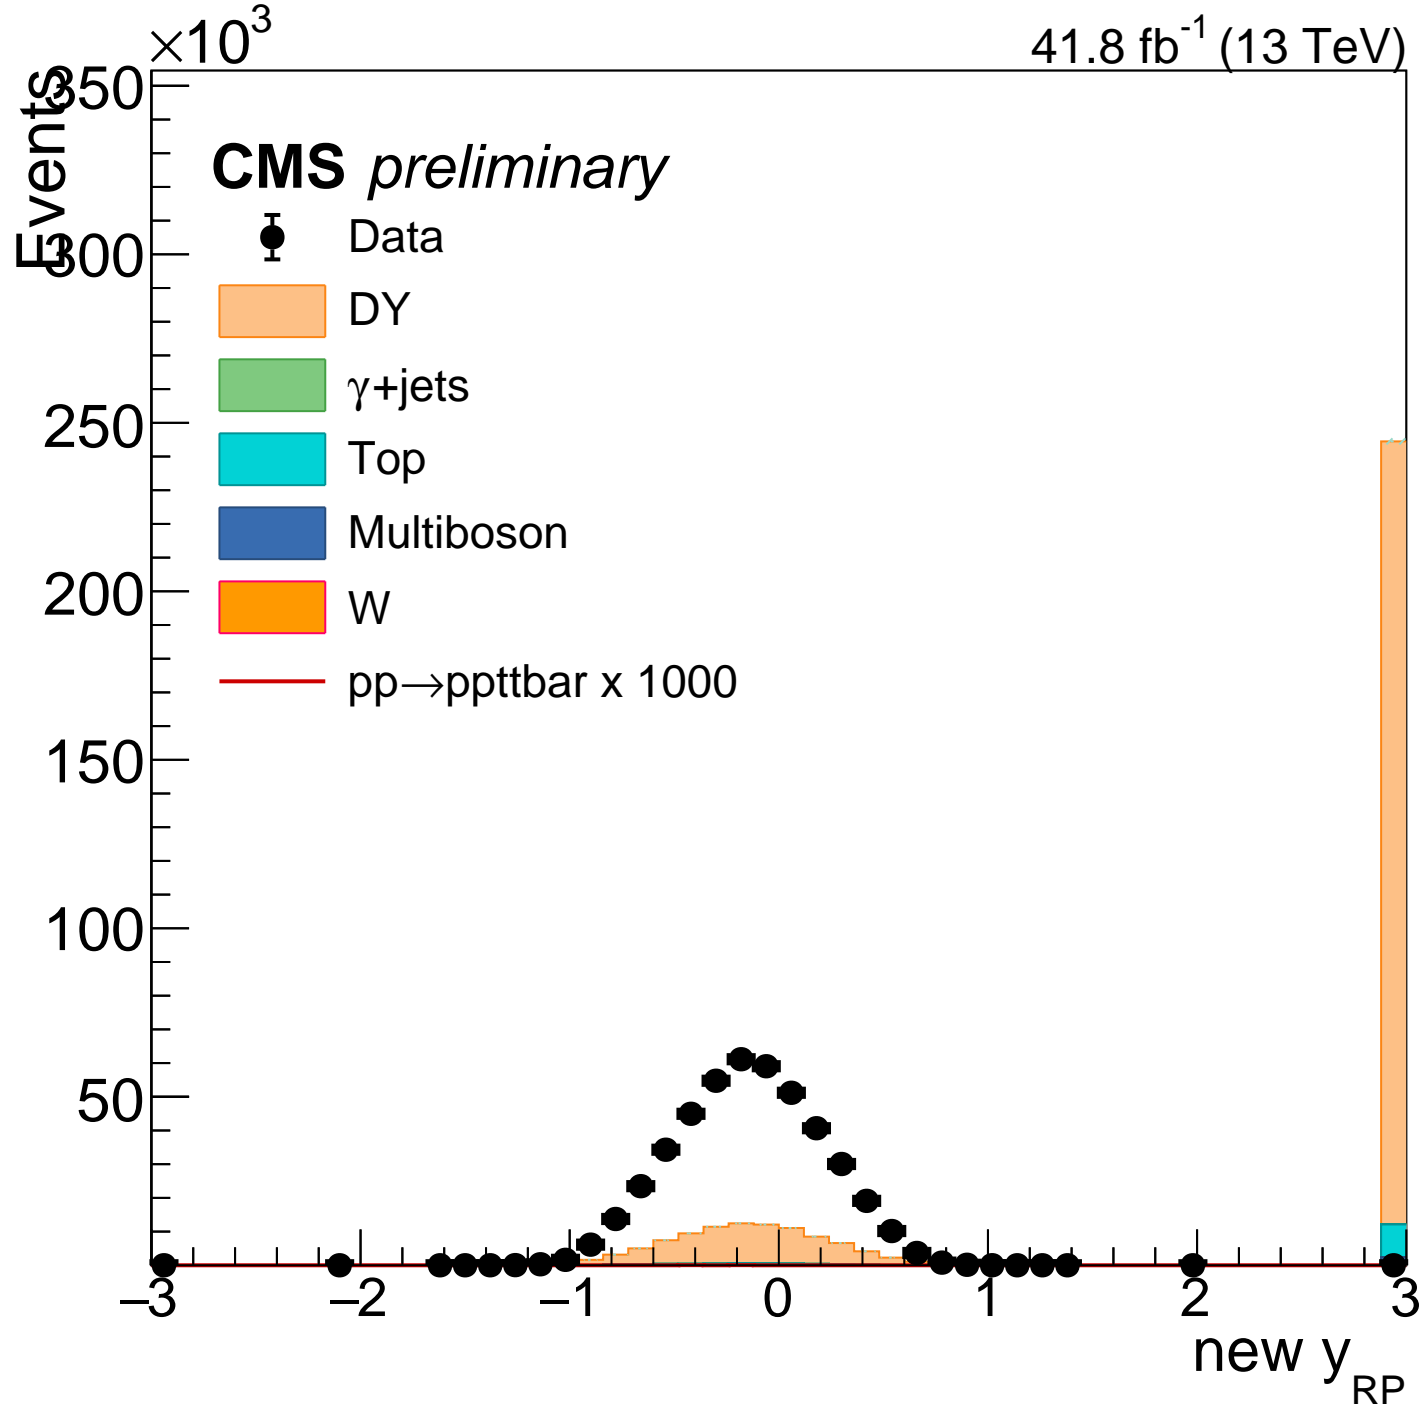 ×10³
41.8 fb⁻¹ (13 TeV)
Events
CMS preliminary
Data
DY
γ+jets
Top
Multiboson
W
pp→ppttbar x 1000
350
300
250
200
150
100
50
−3 −2 −1 0 1 2 3
new y_RP